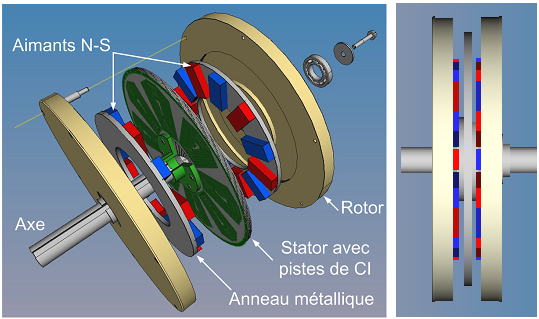 Aimants N-S
Rotor
Axe
Stator avec
pistes de CI
Anneau métallique